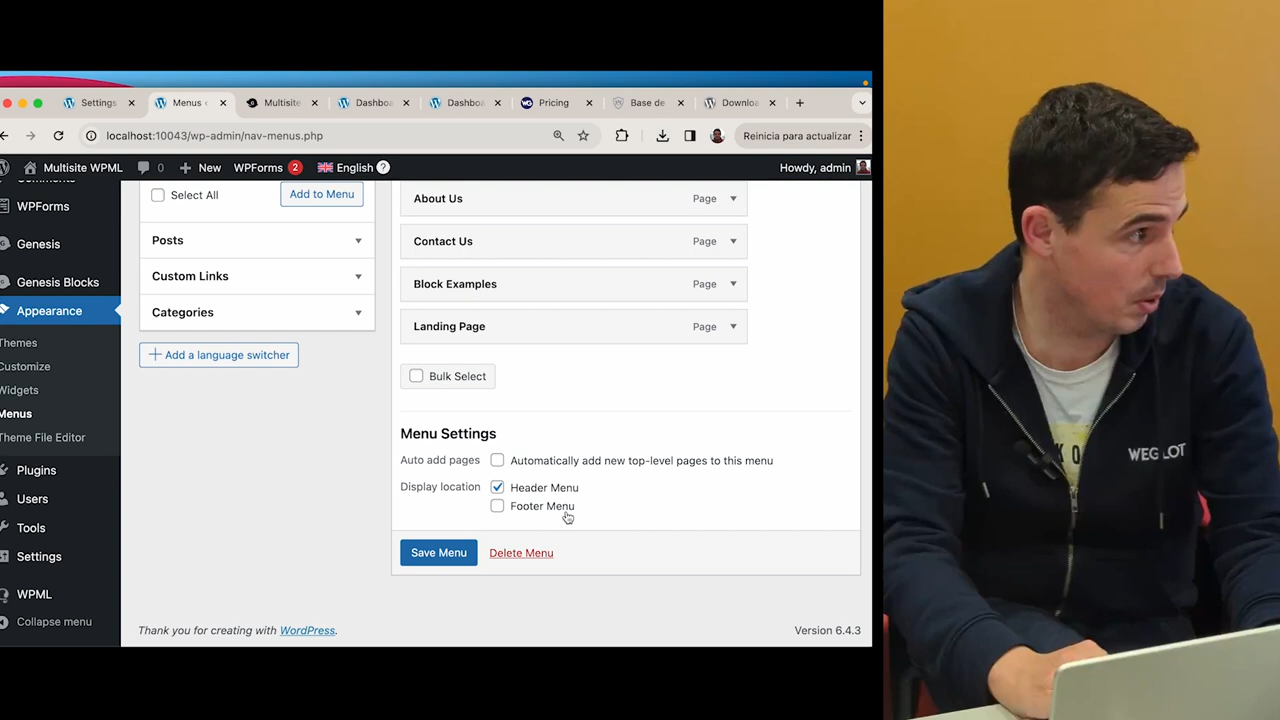 Settings
Menus
Multisite
Dashboa
Dashboa
Pricing
Base de
Downloa
localhost:10043/wp-admin/nav-menus.php
Reinicia para actualizar
Multisite WPML
0
New
WPForms 2
English
Howdy, admin
Comments
WPForms
Genesis
Genesis Blocks
Appearance
Themes
Customize
Widgets
Menus
Theme File Editor
Plugins
Users
Tools
Settings
WPML
Collapse menu
Select All
Add to Menu
Posts
Custom Links
Categories
Add a language switcher
About Us Page
Contact Us Page
Block Examples Page
Landing Page Page
Bulk Select
Menu Settings
Auto add pages Automatically add new top-level pages to this menu
Display location Header Menu
Footer Menu
Save Menu Delete Menu
Thank you for creating with WordPress.
Version 6.4.3
WEGLOT